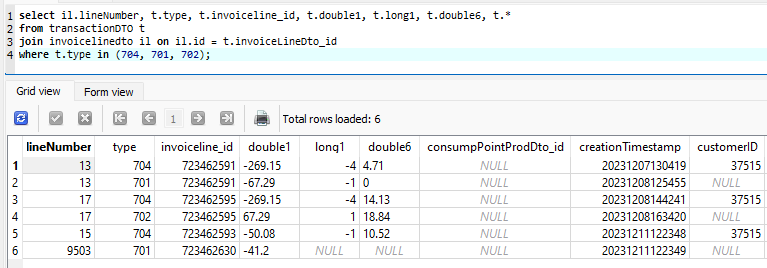 1 select il.lineNumber, t.type, t.invoiceline_id, t.double1, t.long1, t.double6, t.*
2 from transactionDTO t
3 join invoicelinedto il on il.id = t.invoiceLineDto_id
4 where t.type in (704, 701, 702);
Grid view Form view
1 Total rows loaded: 6
lineNumber type invoiceline_id double1 long1 double6 consumpPointProdDto_id creationTimestamp customerID
1 13 704 723462591 -269.15 -4 4.71 NULL 20231207130419 37515
2 13 701 723462591 -67.29 -1 0 NULL 20231208125455 NULL
3 17 704 723462595 -269.15 -4 14.13 NULL 20231208144241 37515
4 17 702 723462595 67.29 1 18.84 NULL 20231208163420 NULL
5 15 704 723462593 -50.08 -1 10.52 NULL 20231211122348 37515
6 9503 701 723462630 -41.2 NULL NULL NULL 20231211122349 NULL